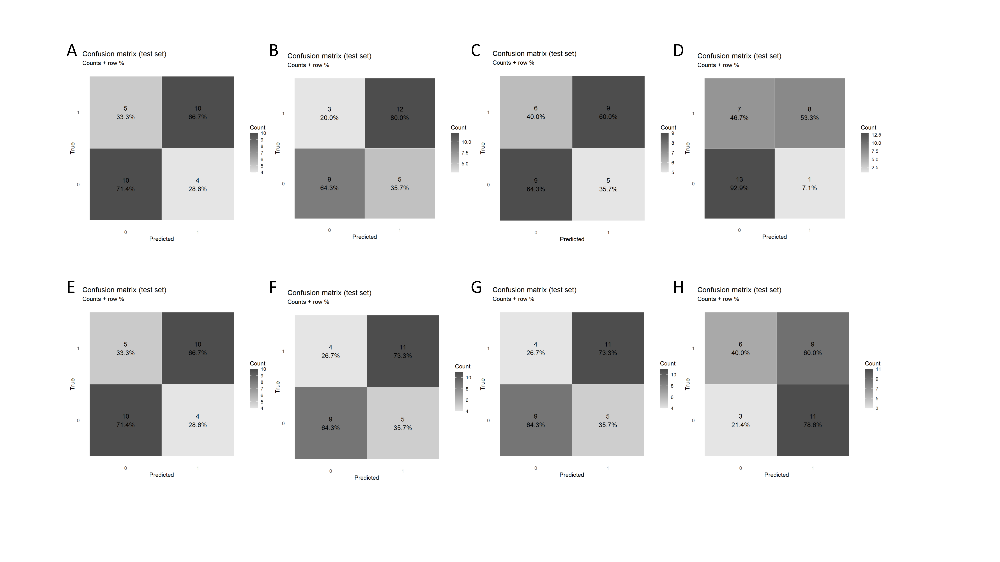 A
Confusion matrix (test set)
Counts + row %
5
33.3%
10
66.7%
10
71.4%
4
28.6%
1
0
True
0
1
Predicted
Count
10
9
8
7
6
5
4
B
Confusion matrix (test set)
Counts + row %
3
20.0%
12
80.0%
9
64.3%
5
35.7%
1
0
True
0
1
Predicted
Count
10.0
7.5
5.0
C
Confusion matrix (test set)
Counts + row %
6
40.0%
9
60.0%
9
64.3%
5
35.7%
1
0
True
0
1
Predicted
Count
9
8
7
6
5
D
Confusion matrix (test set)
Counts + row %
7
46.7%
8
53.3%
13
92.9%
1
7.1%
1
0
True
0
1
Predicted
Count
12.5
10.0
7.5
5.0
2.5
E
Confusion matrix (test set)
Counts + row %
5
33.3%
10
66.7%
10
71.4%
4
28.6%
1
0
True
0
1
Predicted
Count
10
9
8
7
6
5
4
F
Confusion matrix (test set)
Counts + row %
4
26.7%
11
73.3%
9
64.3%
5
35.7%
1
0
True
0
1
Predicted
Count
10
8
6
4
G
Confusion matrix (test set)
Counts + row %
4
26.7%
11
73.3%
9
64.3%
5
35.7%
1
0
True
0
1
Predicted
Count
10
8
6
4
H
Confusion matrix (test set)
Counts + row %
6
40.0%
9
60.0%
3
21.4%
11
78.6%
1
0
True
0
1
Predicted
Count
11
9
7
5
3